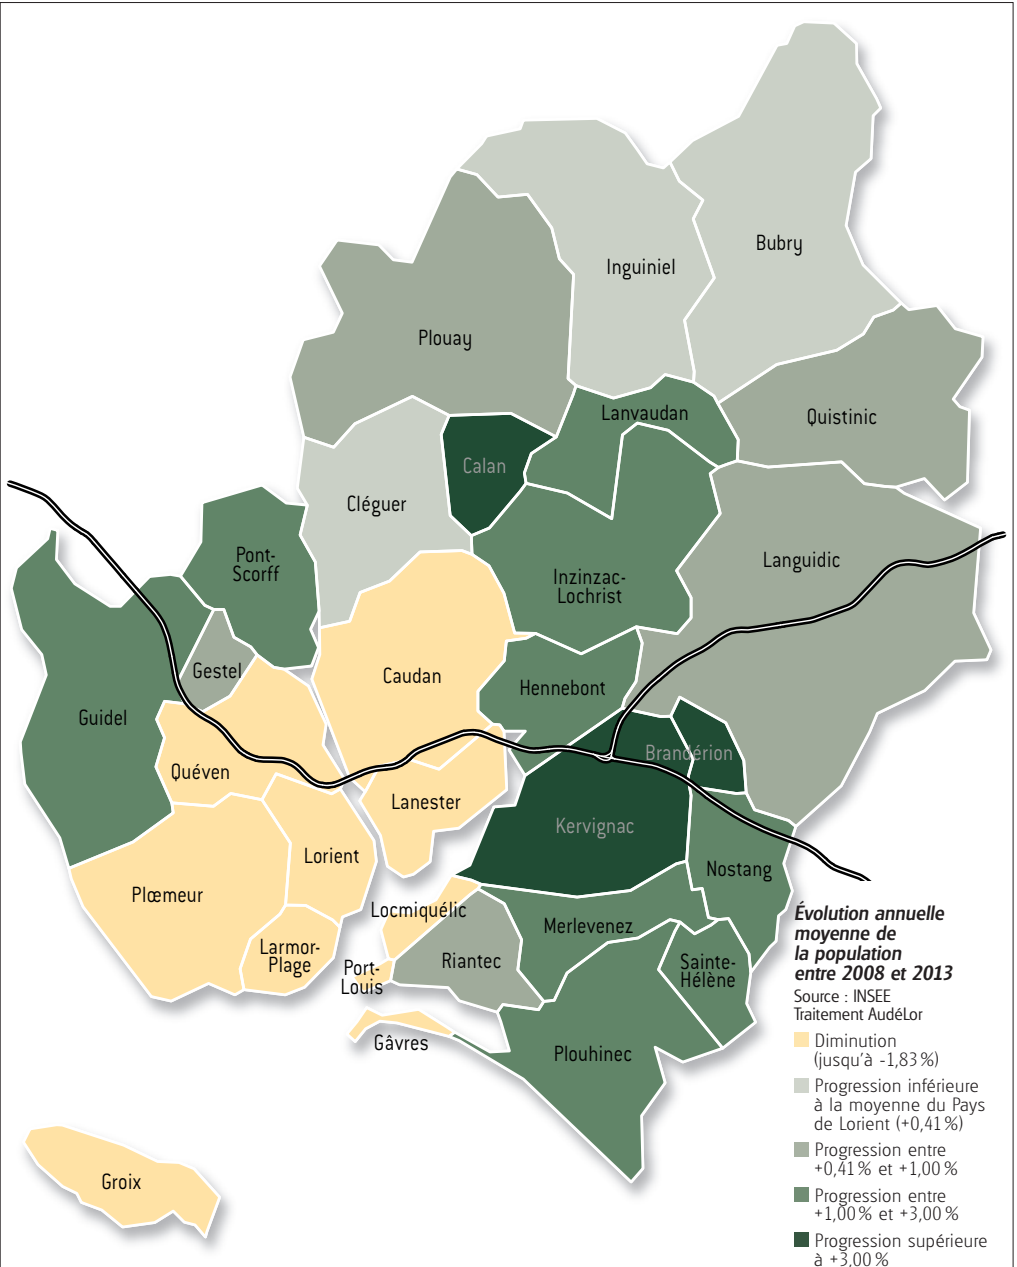 Bubry
Inguiniel
Plouay
Lanvaudan
Quistinic
Calan
Cléguer
Pont-
Scorff
Languidic
Inzinzac-
Lochrist
Gestel
Caudan
Hennebont
Guidel
Brandérion
Quéven
Lanester
Kervignac
Lorient
Nostang
Plœmeur
Locmiquélic
Merlevenez
Larmor-
Plage
Port-
Louis
Riantec
Sainte-
Hélène
Gâvres
Plouhinec
Groix
Évolution annuelle
moyenne de
la population
entre 2008 et 2013
Source : INSEE
Traitement AudéLor
Diminution
(jusqu'à -1,83 %)
Progression inférieure
à la moyenne du Pays
de Lorient (+0,41 %)
Progression entre
+0,41 % et +1,00 %
Progression entre
+1,00 % et +3,00 %
Progression supérieure
à +3,00 %